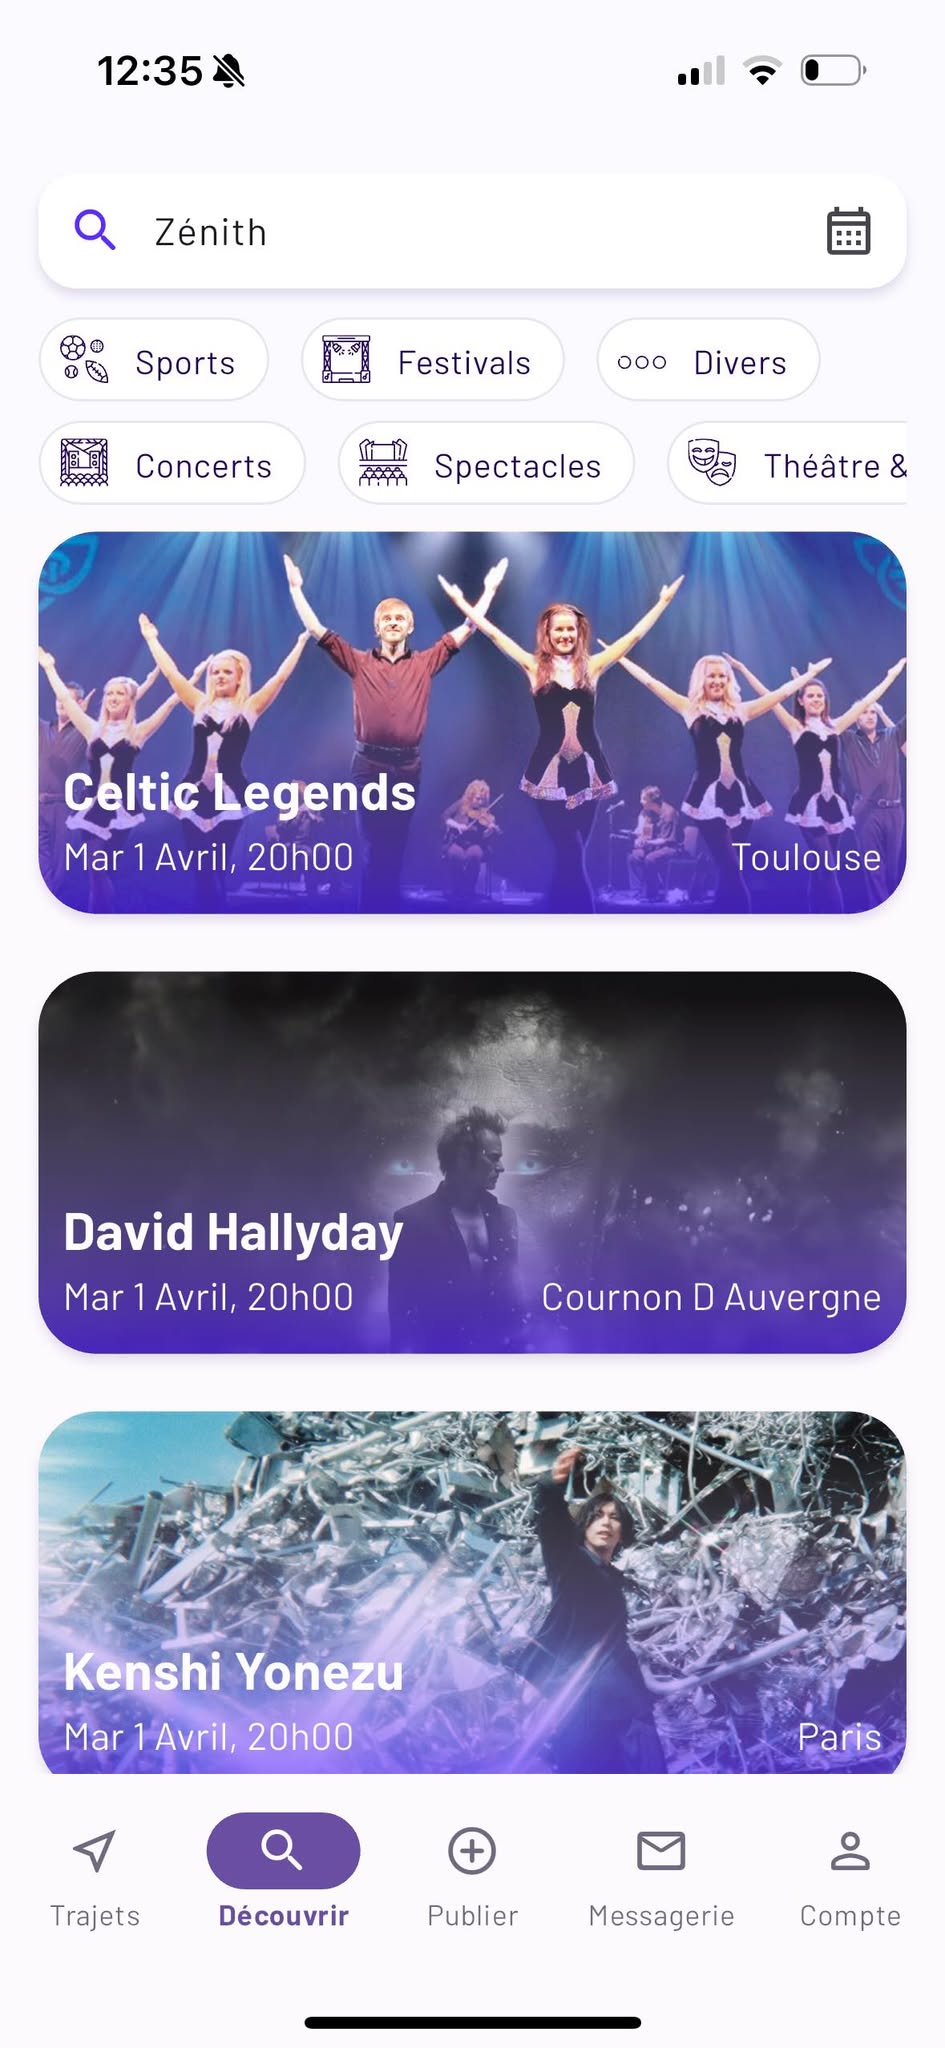 12:35
Zénith
Sports
Festivals
Divers
Concerts
Spectacles
Théâtre &
Celtic Legends
Mar 1 Avril, 20h00
Toulouse
David Hallyday
Mar 1 Avril, 20h00
Cournon D Auvergne
Kenshi Yonezu
Mar 1 Avril, 20h00
Paris
Trajets
Découvrir
Publier
Messagerie
Compte